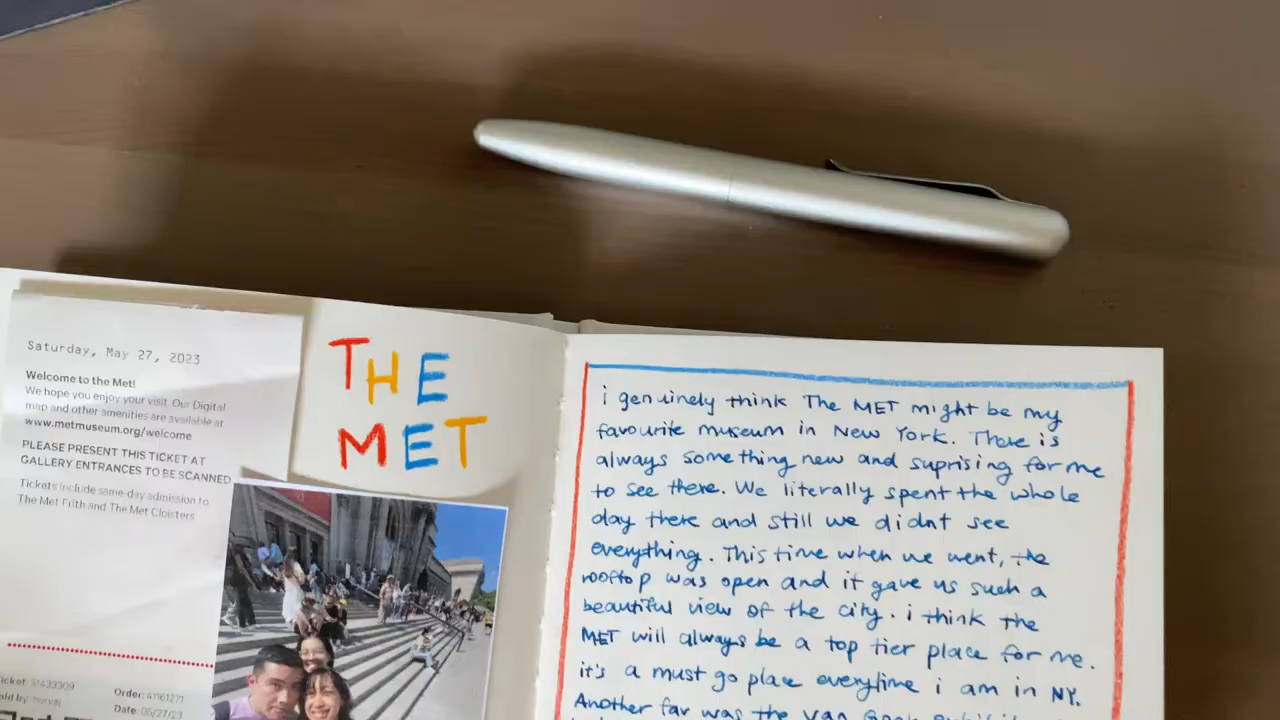 Saturday, May 27, 2023
Welcome to the Met!
We hope you enjoy your visit. Our Digital
map and other amenities are available at
www.metmuseum.org/welcome
PLEASE PRESENT THIS TICKET AT
GALLERY ENTRANCES TO BE SCANNED
Tickets include same-day admission to
The Met Fifth and The Met Cloisters
Order: 41161271
Date: 05/27/23
THE
MET
i genuinely think The MET might be my
favourite museum in New York. There is
always something new and suprising for me
to see there. We literally spent the whole
day there and still we didnt see
everything. This time when we went, the
rooftop was open and it gave us such a
beautiful view of the city. i think the
MET will always be a top tier place for me.
it's a must go place everytime i am in NY.
Another fav was the Van Gogh